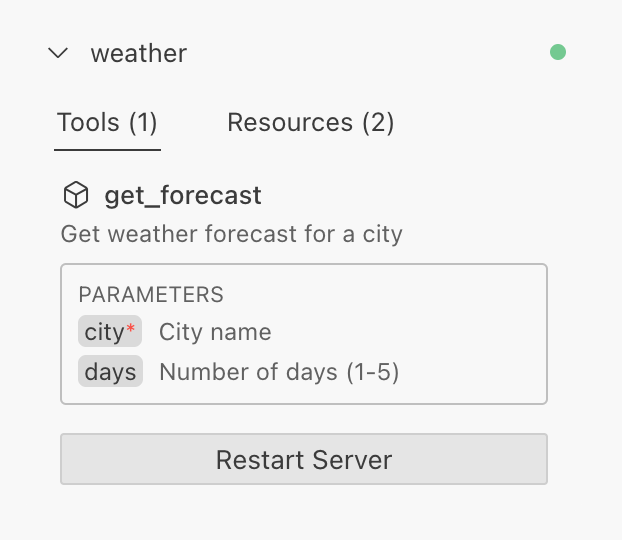 weather
Tools (1) Resources (2)
get_forecast
Get weather forecast for a city
PARAMETERS
city* City name
days Number of days (1-5)
Restart Server